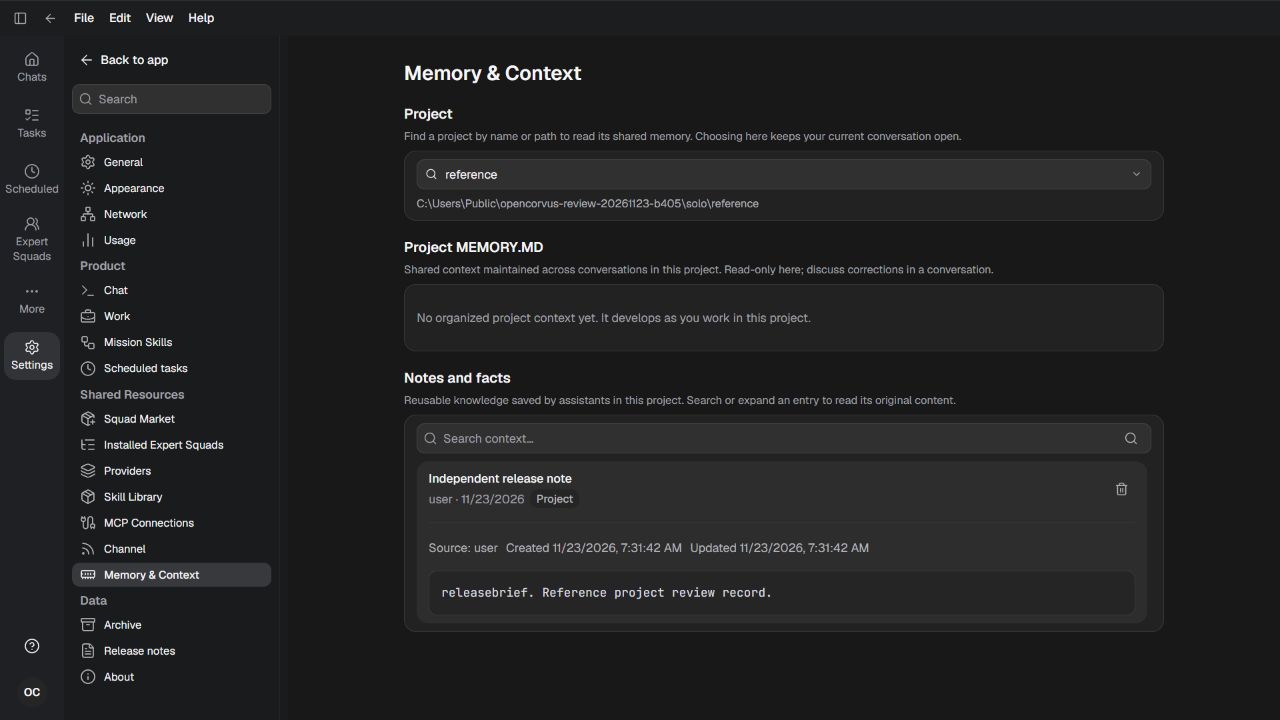 File Edit View Help
Chats
Tasks
Scheduled
Expert
Squads
More
Settings
OC
Back to app
Search
Application
General
Appearance
Network
Usage
Product
Chat
Work
Mission Skills
Scheduled tasks
Shared Resources
Squad Market
Installed Expert Squads
Providers
Skill Library
MCP Connections
Channel
Memory & Context
Data
Archive
Release notes
About
Memory & Context
Project
Find a project by name or path to read its shared memory. Choosing here keeps your current conversation open.
reference
C:\Users\Public\opencorvus-review-20261123-b405\solo\reference
Project MEMORY.MD
Shared context maintained across conversations in this project. Read-only here; discuss corrections in a conversation.
No organized project context yet. It develops as you work in this project.
Notes and facts
Reusable knowledge saved by assistants in this project. Search or expand an entry to read its original content.
Search context…
Independent release note
user · 11/23/2026 Project
Source: user Created 11/23/2026, 7:31:42 AM Updated 11/23/2026, 7:31:42 AM
releasebrief. Reference project review record.